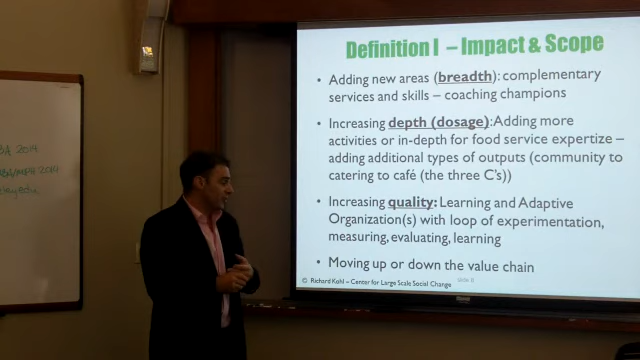 Definition I – Impact & Scope
• Adding new areas (breadth): complementary
services and skills – coaching champions
• Increasing depth (dosage): Adding more
activities or in-depth for food service expertize –
adding additional types of outputs (community to
catering to café (the three C's))
• Increasing quality: Learning and Adaptive
Organization(s) with loop of experimentation,
measuring, evaluating, learning
• Moving up or down the value chain
© Richard Kohl – Center for Large Scale Social Change
2014
2014